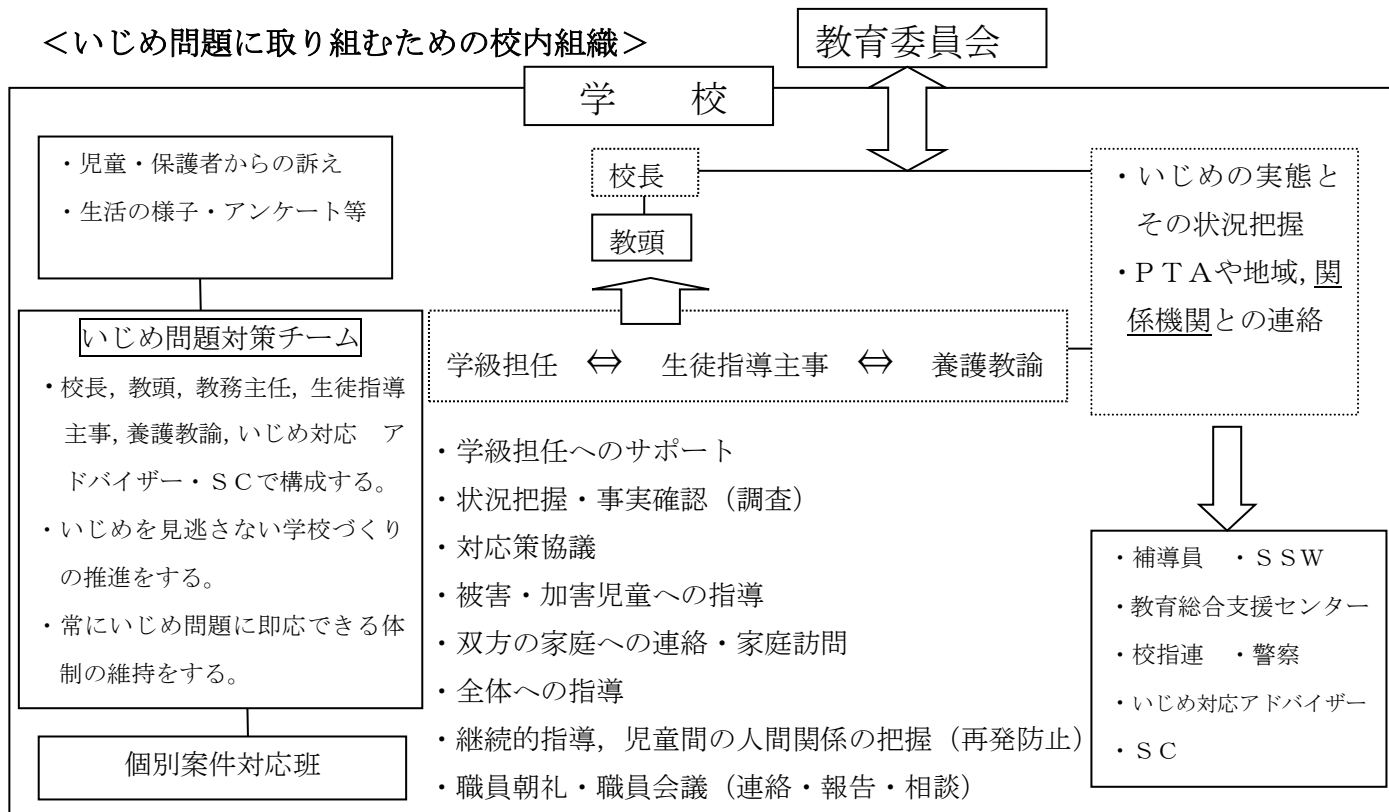 ＜いじめ問題に取り組むための校内組織＞
教育委員会
学　校
・児童・保護者からの訴え
・生活の様子・アンケート等
いじめ問題対策チーム
・校長，教頭，教務主任，生徒指導
主事，養護教諭，いじめ対応　ア
ドバイザー・ＳＣで構成する。
・いじめを見逃さない学校づくり
の推進をする。
・常にいじめ問題に即応できる体
制の維持をする。
個別案件対応班
校長
教頭
学級担任　⇔　生徒指導主事　⇔　養護教諭
・学級担任へのサポート
・状況把握・事実確認（調査）
・対応策協議
・被害・加害児童への指導
・双方の家庭への連絡・家庭訪問
・全体への指導
・継続的指導，児童間の人間関係の把握（再発防止）
・職員朝礼・職員会議（連絡・報告・相談）
・いじめの実態と
その状況把握
・ＰＴＡや地域，関
係機関との連絡
・補導員　・ＳＳＷ
・教育総合支援センター
・校指連　・警察
・いじめ対応アドバイザー
・ＳＣ